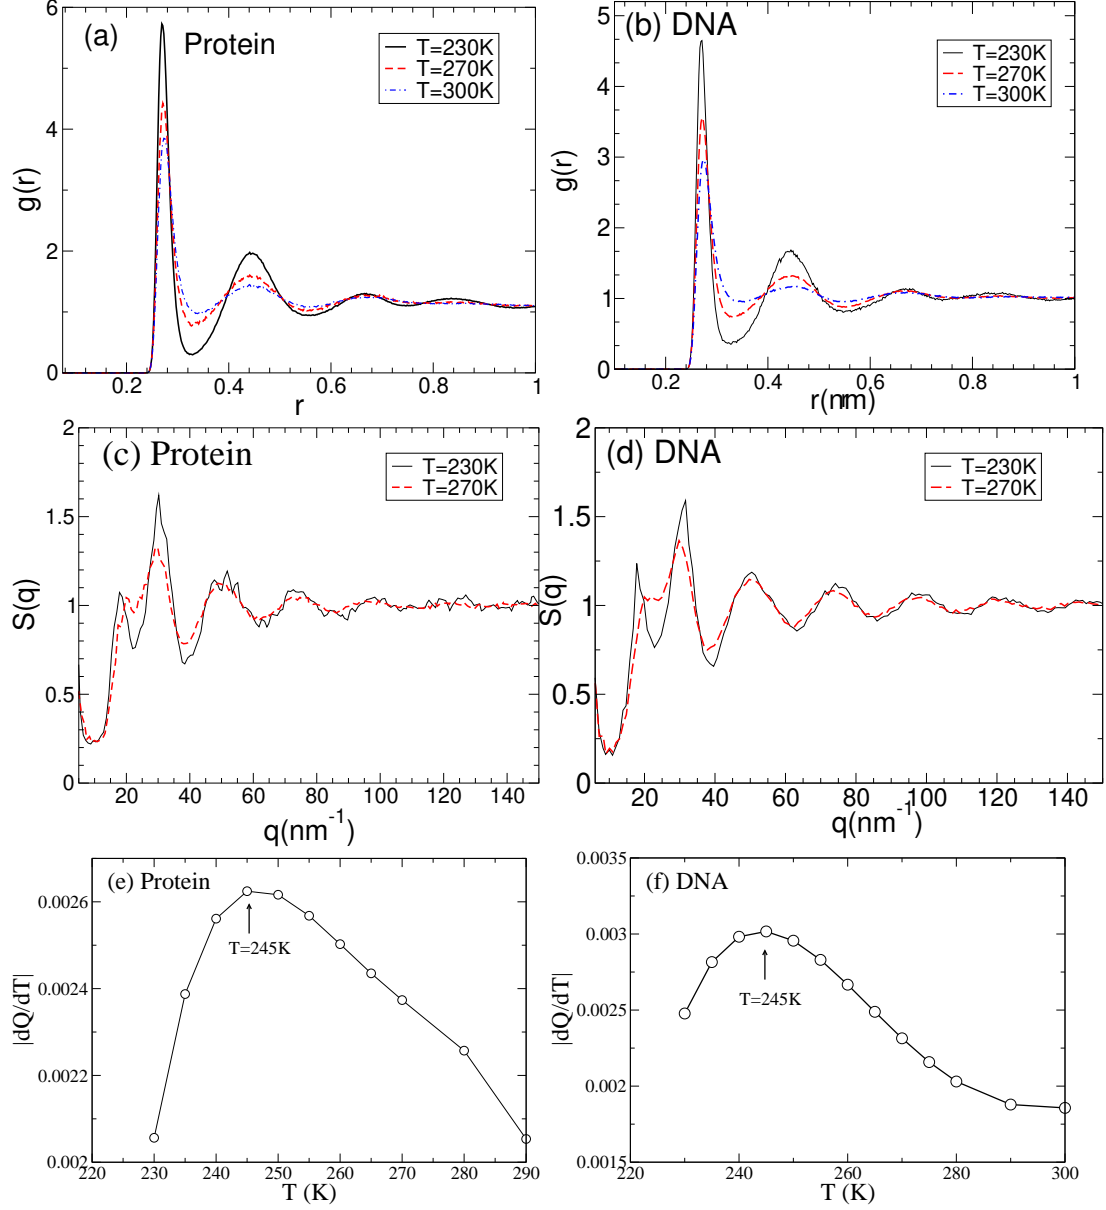 (a) Protein
T=230K
T=270K
T=300K
6
4
2
0
g(r)
0.2 0.4 0.6 0.8 1
r
(b) DNA
T=230K
T=270K
T=300K
5
4
3
2
1
0
g(r)
0.2 0.4 0.6 0.8 1
(c) Protein
T=230K
T=270K
2
1.5
1
0.5
0
S(q)
20 40 60 80 100 120 140
q(nm-1)
(d) DNA
T=230K
T=270K
2
1.5
1
0.5
0
S(q)
20 40 60 80 100 120 140
q(nm-1)
(e) Protein
T=245K
0.0026
0.0024
0.0022
0.002
|dQ/dT|
220 230 240 250 260 270 280 290
T (K)
(f) DNA
T=245K
0.0035
0.003
0.0025
0.002
0.0015
|dQ/dT|
220 240 260 280 300
T (K)